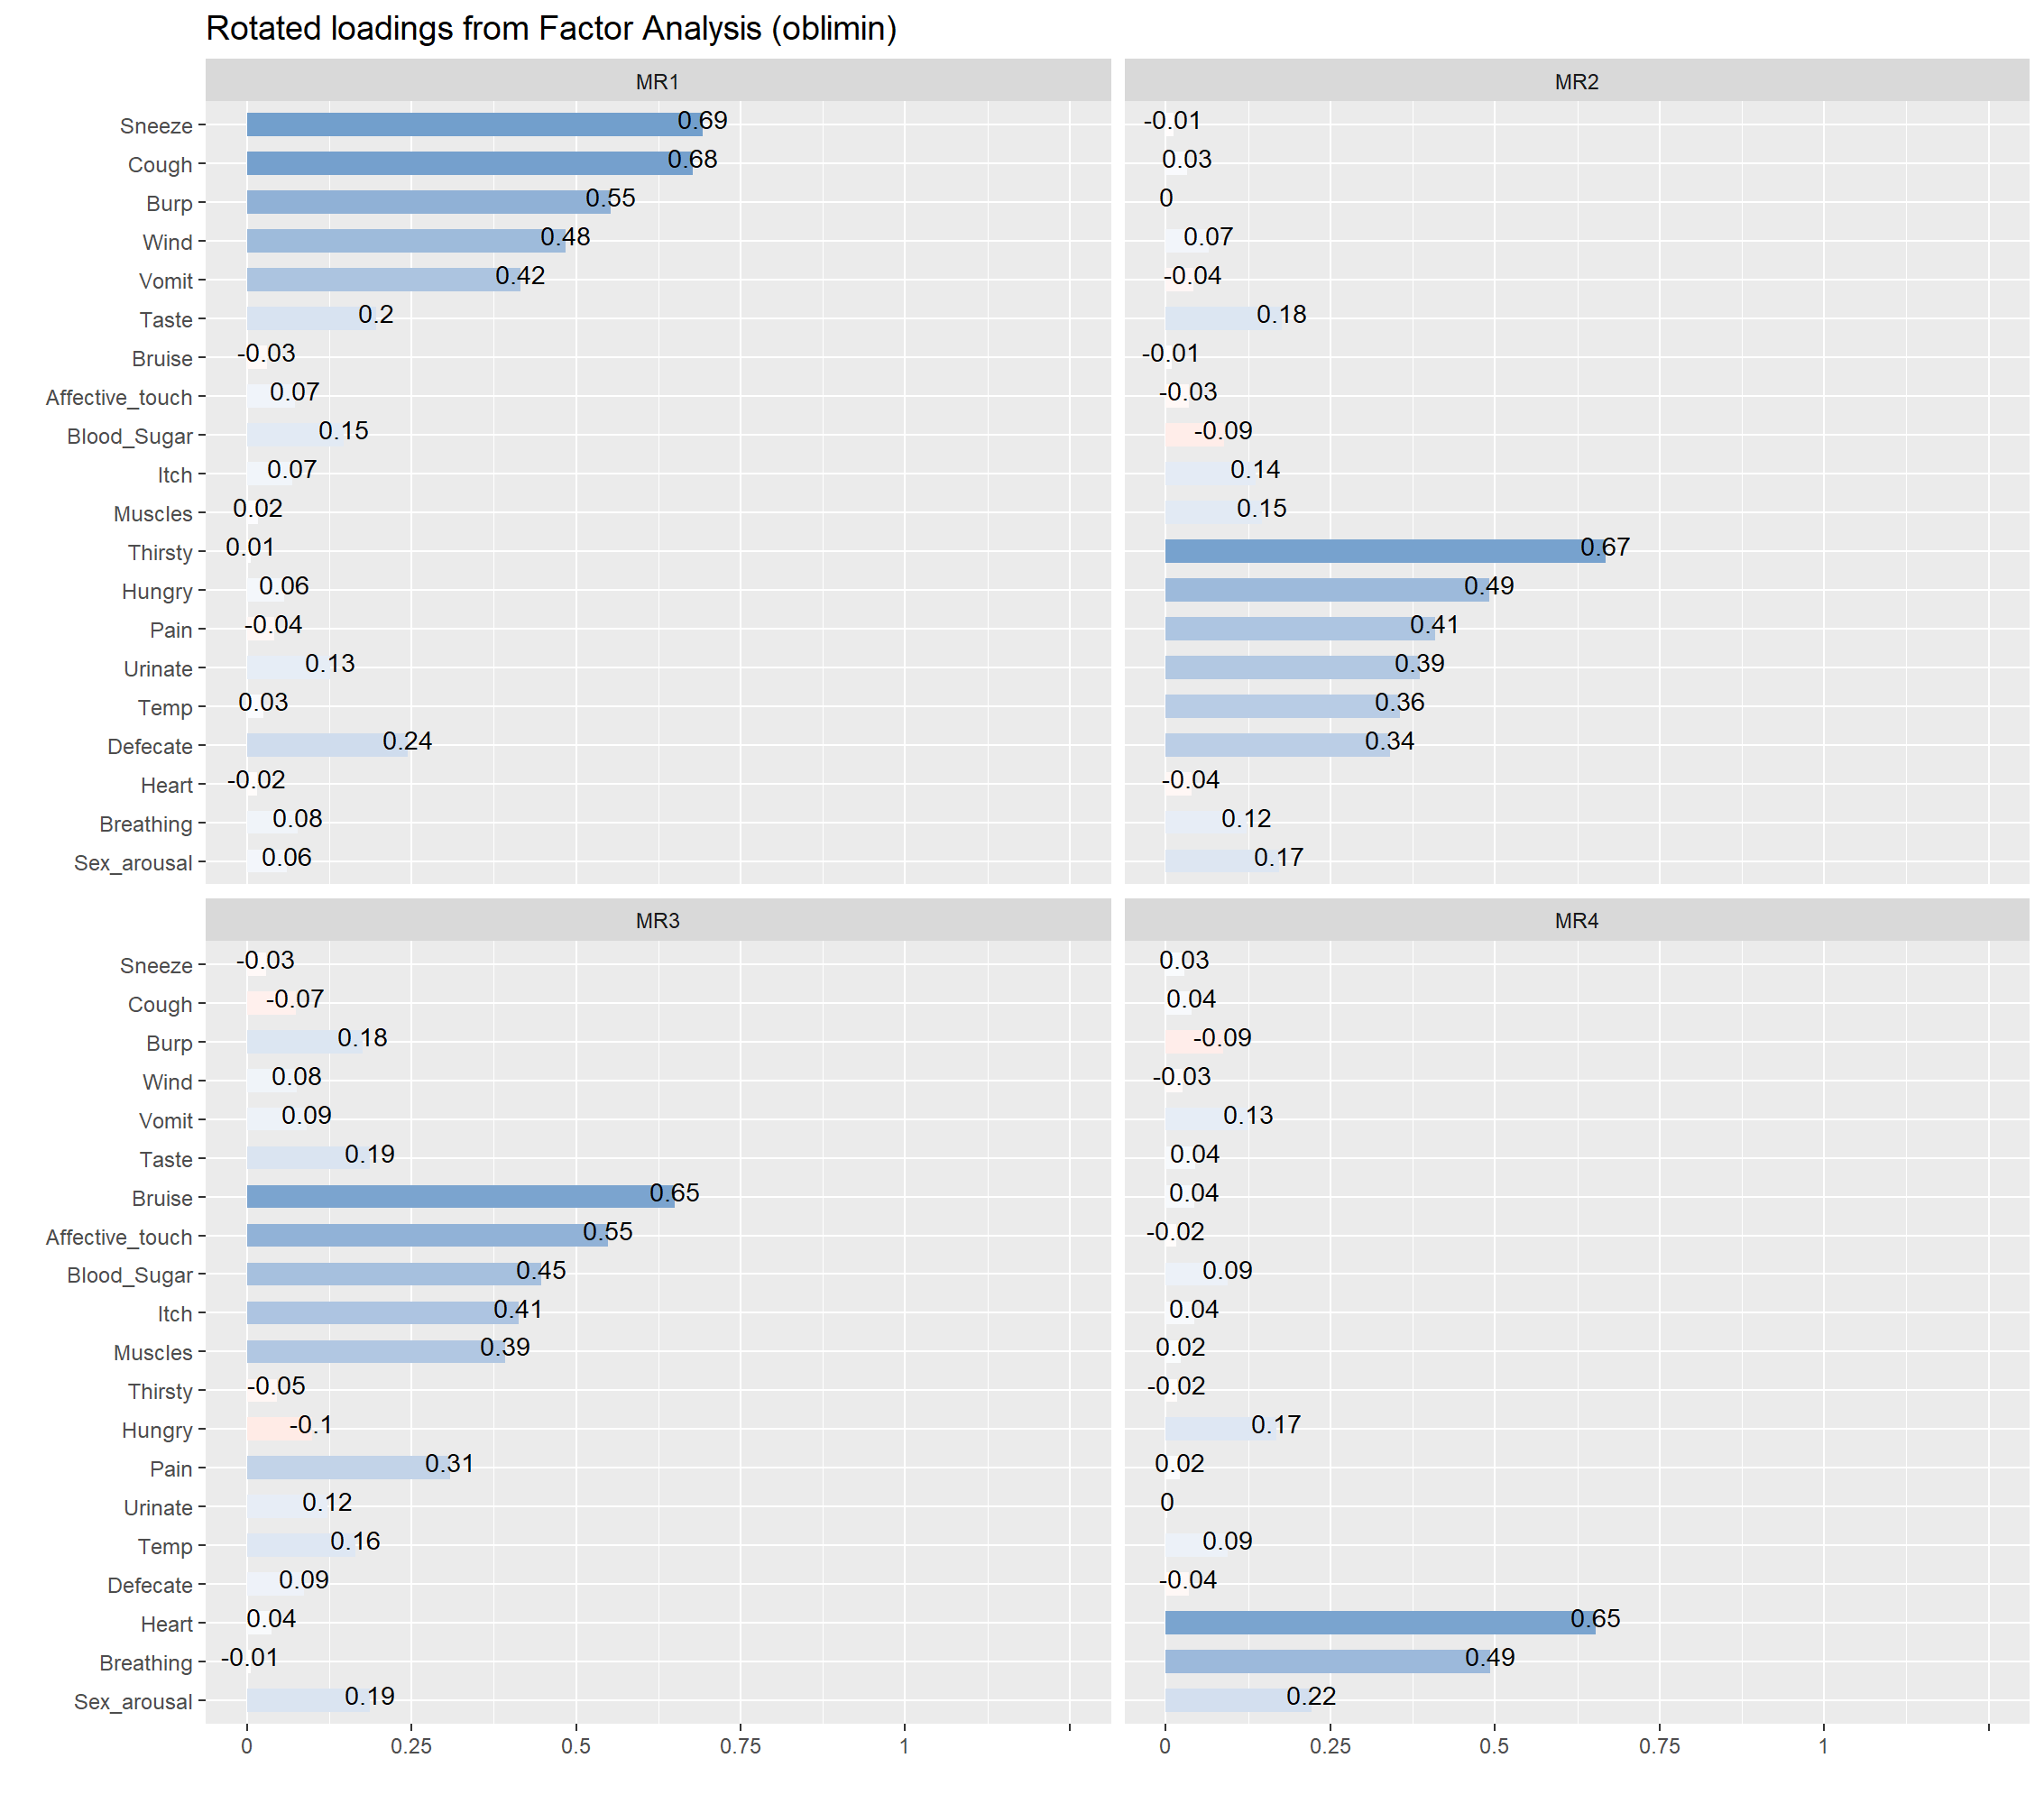 Rotated loadings from Factor Analysis (oblimin)
MR1 MR2
Sneeze 0.69 -0.01
Cough 0.68 0.03
Burp 0.55 0
Wind 0.48 0.07
Vomit 0.42 -0.04
Taste 0.2 0.18
Bruise -0.03 -0.01
Affective_touch 0.07 -0.03
Blood_Sugar 0.15 -0.09
Itch 0.07 0.14
Muscles 0.02 0.15
Thirsty 0.01 0.67
Hungry 0.06 0.49
Pain -0.04 0.41
Urinate 0.13 0.39
Temp 0.03 0.36
Defecate 0.24 0.34
Heart -0.02 -0.04
Breathing 0.08 0.12
Sex_arousal 0.06 0.17
MR3 MR4
Sneeze -0.03 0.03
Cough -0.07 0.04
Burp 0.18 -0.09
Wind 0.08 -0.03
Vomit 0.09 0.13
Taste 0.19 0.04
Bruise 0.65 0.04
Affective_touch 0.55 -0.02
Blood_Sugar 0.45 0.09
Itch 0.41 0.04
Muscles 0.39 0.02
Thirsty -0.05 -0.02
Hungry -0.1 0.17
Pain 0.31 0.02
Urinate 0.12 0
Temp 0.16 0.09
Defecate 0.09 -0.04
Heart 0.04 0.65
Breathing -0.01 0.49
Sex_arousal 0.19 0.22
0 0.25 0.5 0.75 1 0 0.25 0.5 0.75 1